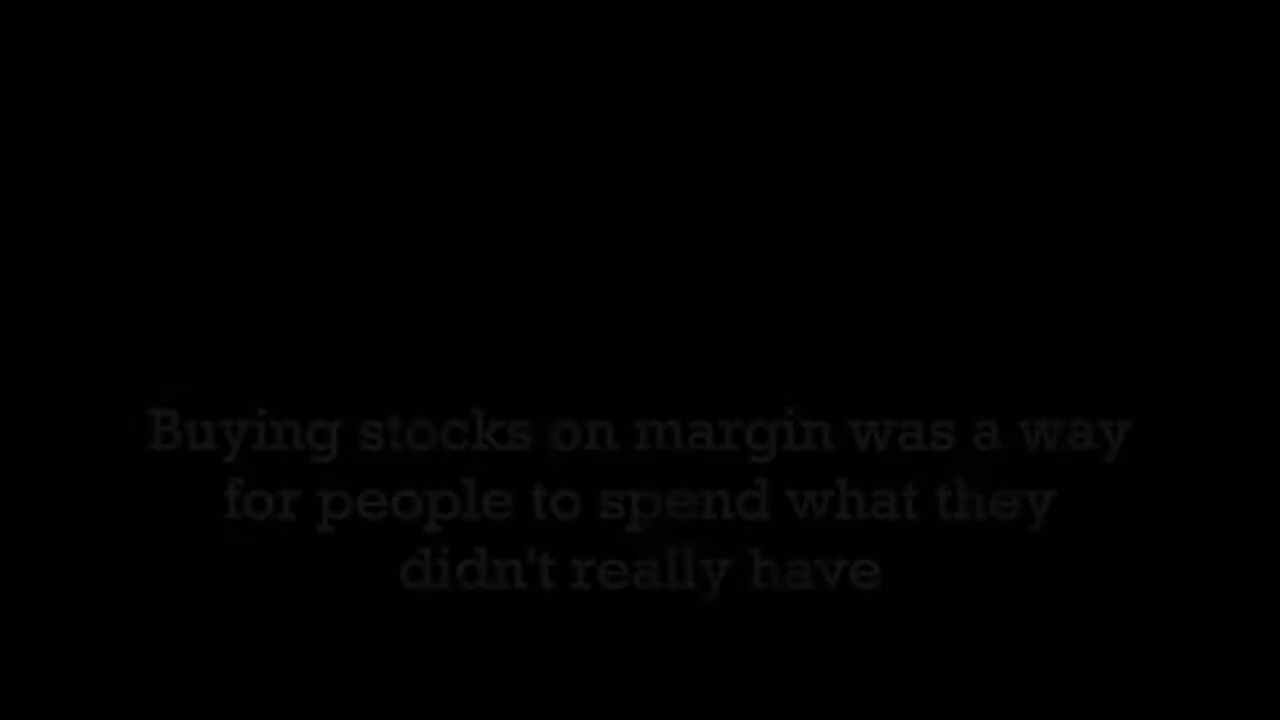 Buying stocks on margin was a way
for people to spend what they
didn't really have